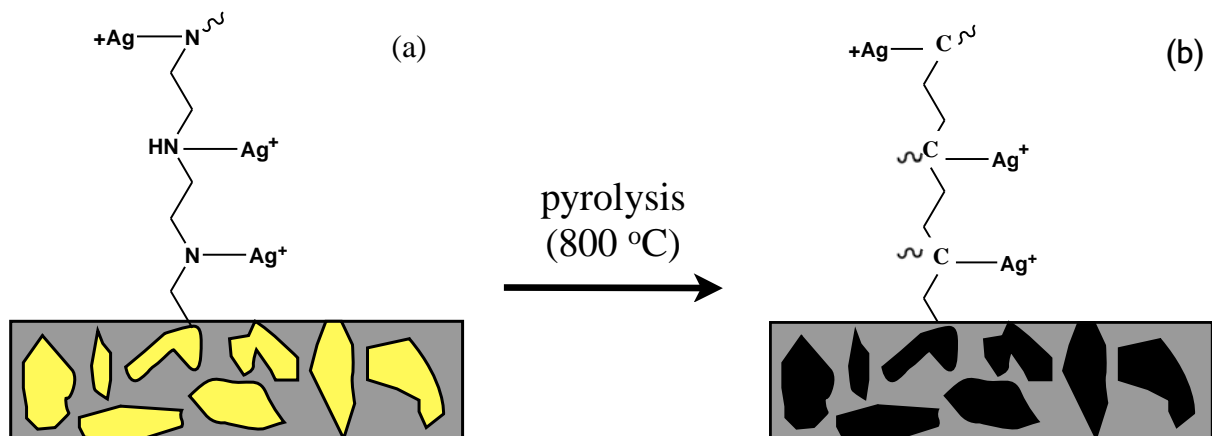 (a)
+Ag N
HN Ag⁺
N Ag⁺
pyrolysis
(800 °C)
(b)
+Ag C
C Ag⁺
C Ag⁺